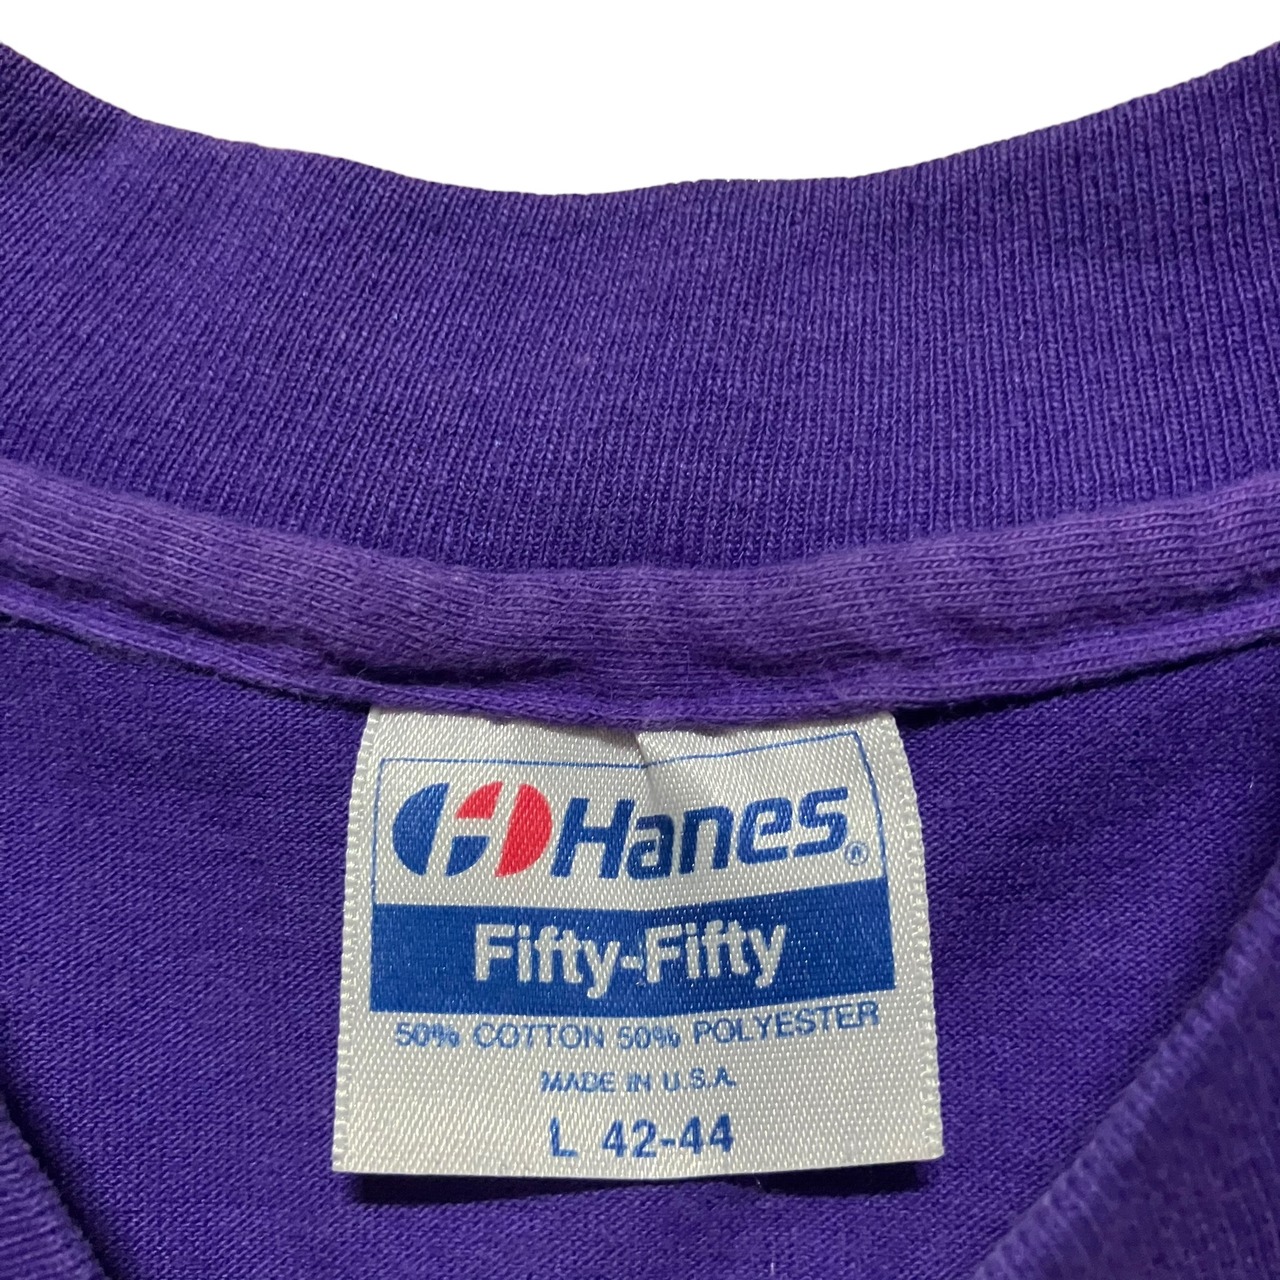 Hanes®
Fifty-Fifty
50% COTTON 50% POLYESTER
MADE IN U.S.A.
L 42-44